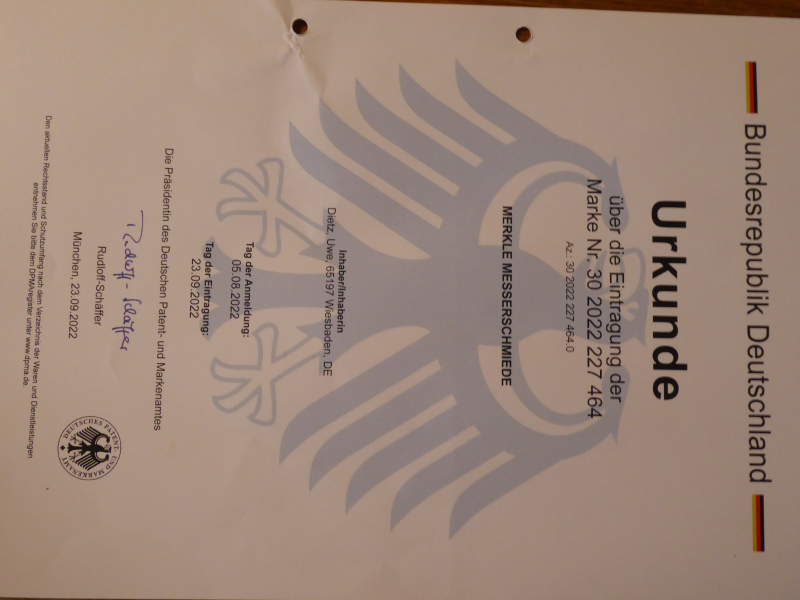 Bundesrepublik Deutschland
Urkunde
über die Eintragung der
Marke Nr. 30 2022 227 464
Az.: 30 2022 227 464.0
MERKLE MESSERSCHMIEDE
Inhaber/Inhaberin
Dietz, Uwe, 65197 Wiesbaden, DE
Tag der Anmeldung:
05.08.2022
Tag der Eintragung:
23.09.2022
Die Präsidentin des Deutschen Patent- und Markenamtes
Rudloff-Schäffer
Rudloff-Schäffer
München, 23.09.2022
DEUTSCHES PATENT- UND MARKENAMT
Den aktuellen Rechtsstand und Schutzumfang nach dem Verzeichnis der Waren und Dienstleistungen
entnehmen Sie bitte dem DPMAregister unter www.dpma.de.